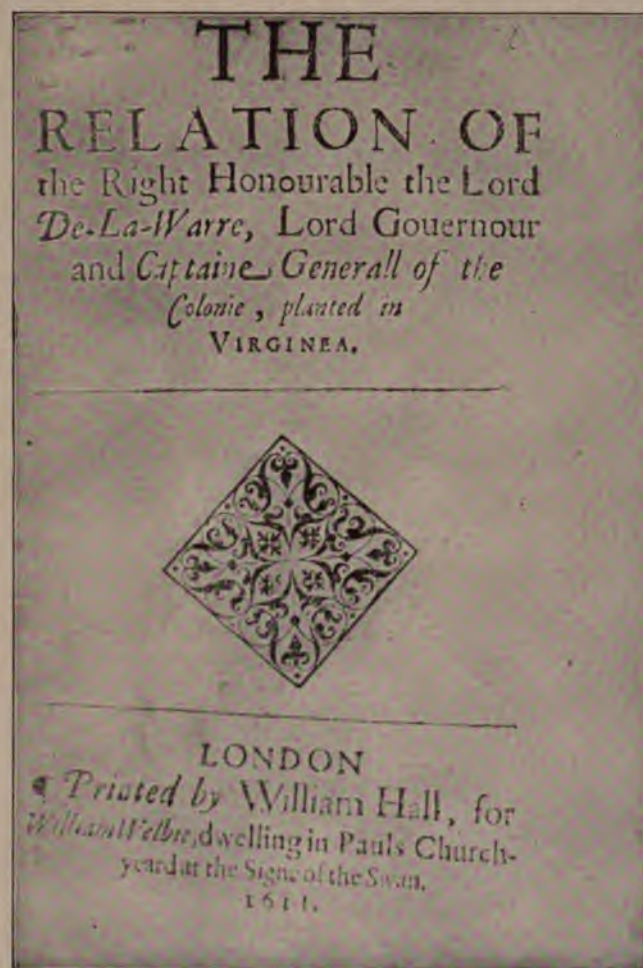 THE
RELATION OF
the Right Honourable the Lord
De-La-Warre, Lord Gouernour
and Captaine Generall of the
Colonie, planted in
VIRGINEA.
LONDON
Printed by William Hall, for
William Welbie, dwelling in Pauls Church-
yeard at the Signe of the Swan.
1611.